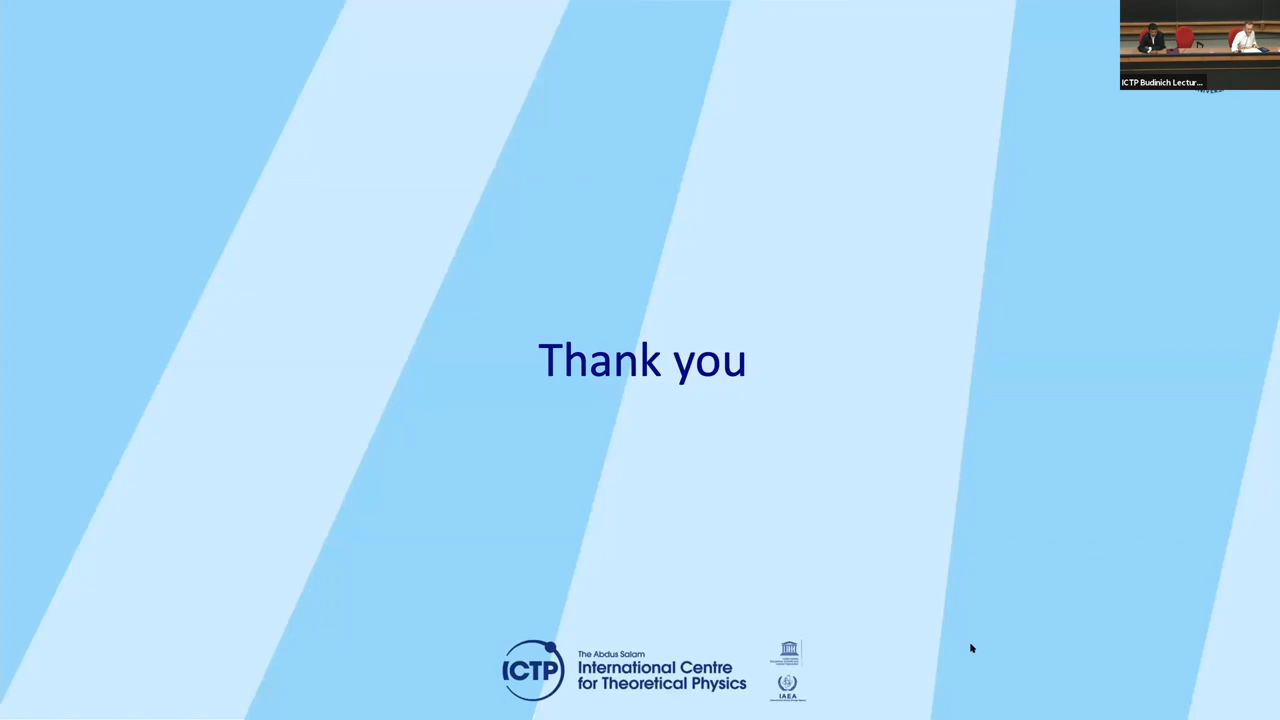 ICTP Budinich Lectur...
Thank you
ICTP
The Abdus Salam
International Centre
for Theoretical Physics
IAEA